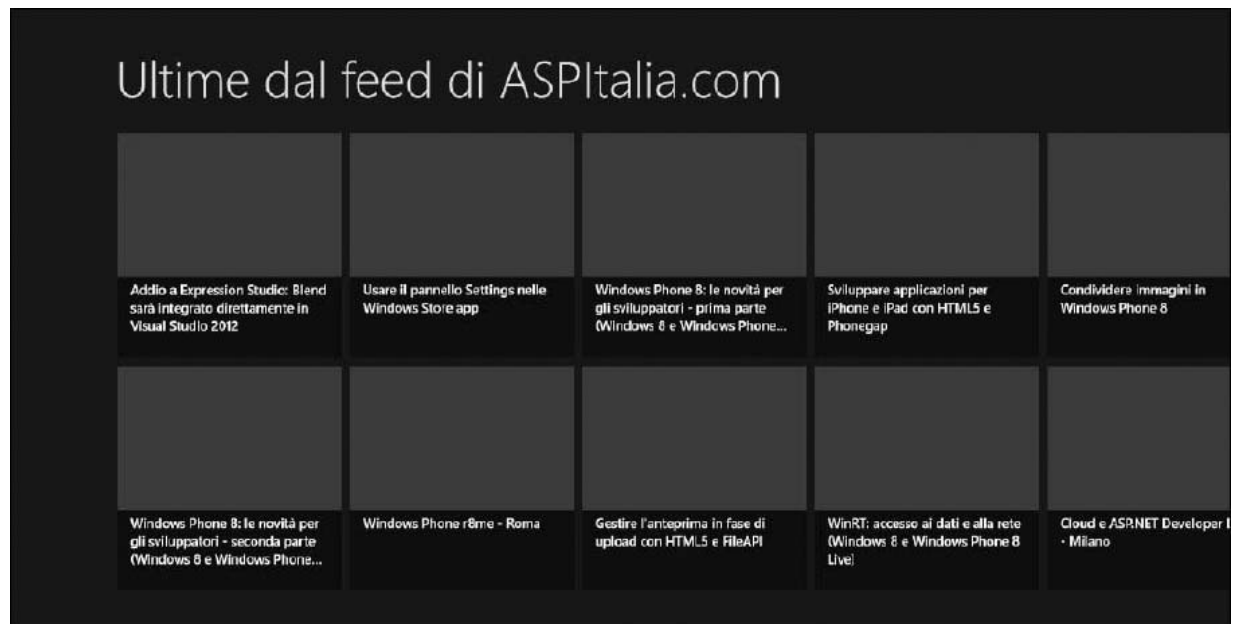 Ultime dal feed di ASPItalia.com
Addio a Expression Studio: Blend
sarà integrato direttamente in
Visual Studio 2012
Usare il pannello Settings nelle
Windows Store app
Windows Phone 8: le novità per
gli sviluppatori - prima parte
(Windows 8 e Windows Phone...
Sviluppare applicazioni per
iPhone e iPad con HTML5 e
Phonegap
Condividere immagini in
Windows Phone 8
Windows Phone 8: le novità per
gli sviluppatori - seconda parte
(Windows 8 e Windows Phone...
Windows Phone r8me - Roma
Gestire l'anteprima in fase di
upload con HTML5 e FileAPI
WinRT: accesso ai dati e alla rete
(Windows 8 e Windows Phone 8
Live)
Cloud e ASP.NET Developer
- Milano